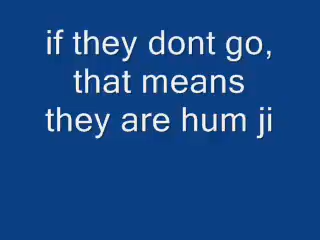 if they dont go,
that means
they are hum ji